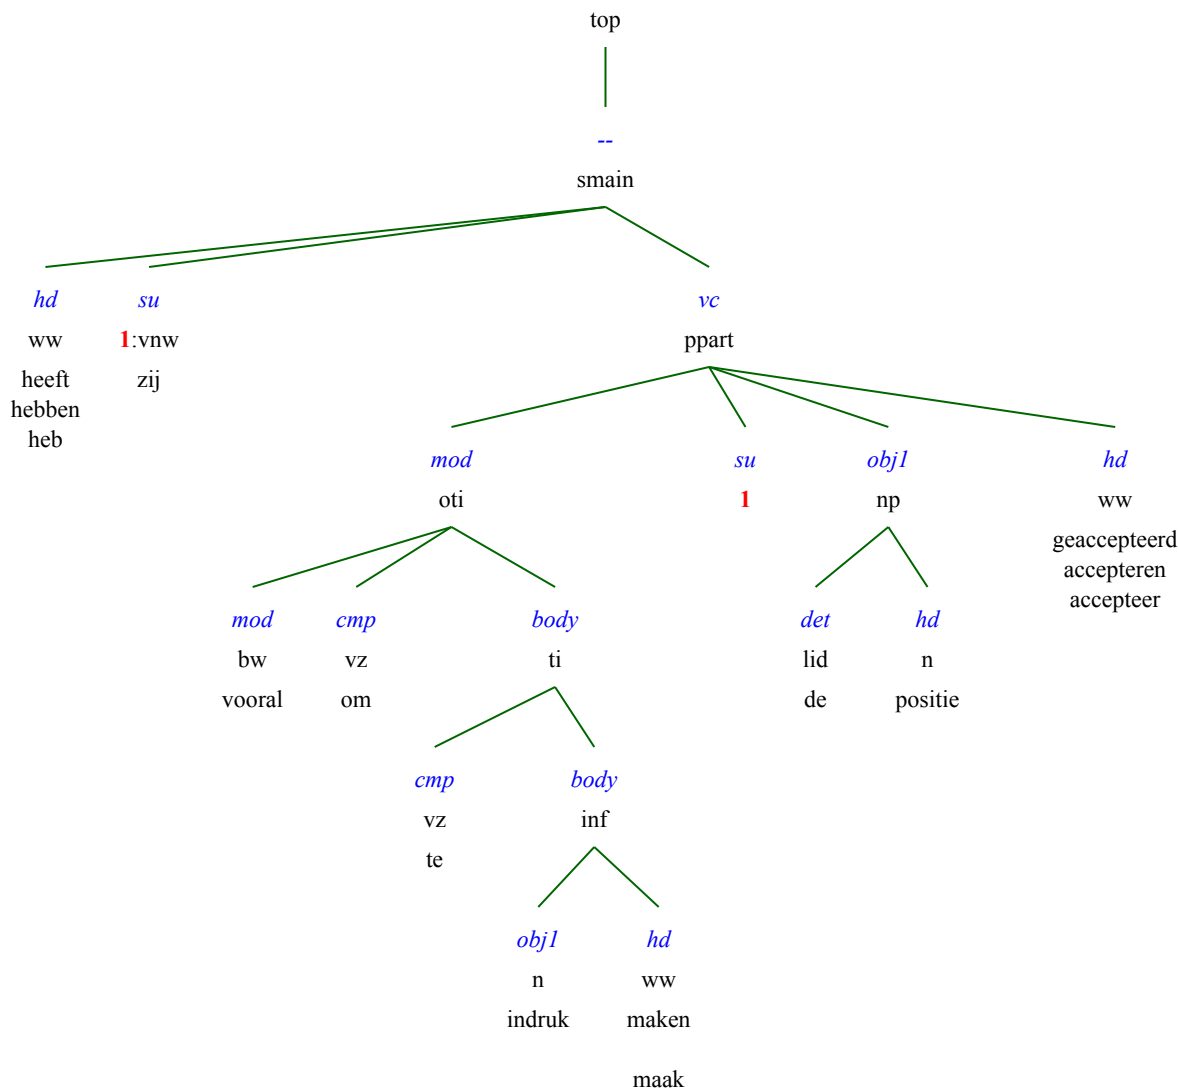 top
--
smain
hd su vc
ww 1:vnw ppart
heeft zij
hebben
heb
mod su obj1 hd
oti 1 np ww
geaccepteerd
accepteren
accepteer
mod cmp body det hd
bw vz ti lid n
vooral om de positie
cmp body
vz inf
te
obj1 hd
n ww
indruk maken
maak